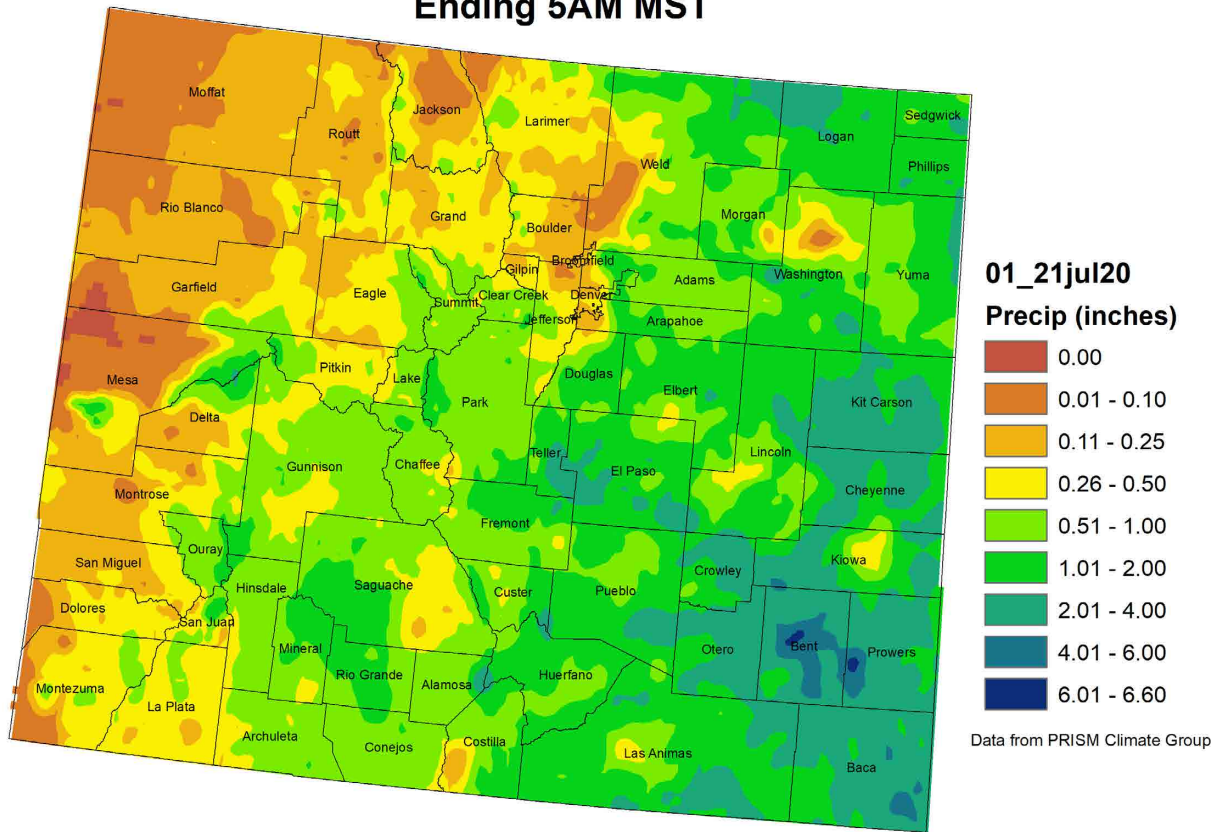 Ending 5AM MST
Moffat
Jackson
Larimer
Routt
Logan
Sedgwick
Phillips
Weld
Rio Blanco
Grand
Boulder
Morgan
Broomfield
Gilpin
Garfield
Eagle
Summit
Clear Creek
Denver
Adams
Washington
Yuma
Jefferson
Arapahoe
Mesa
Pitkin
Lake
Park
Douglas
Elbert
Kit Carson
Delta
Gunnison
Chaffee
Teller
El Paso
Lincoln
Cheyenne
Montrose
Fremont
Ouray
San Miguel
Hinsdale
Saguache
Custer
Pueblo
Crowley
Kiowa
Dolores
San Juan
Mineral
Rio Grande
Alamosa
Huerfano
Otero
Bent
Prowers
Montezuma
La Plata
Archuleta
Conejos
Costilla
Las Animas
Baca
01_21jul20
Precip (inches)
0.00
0.01 - 0.10
0.11 - 0.25
0.26 - 0.50
0.51 - 1.00
1.01 - 2.00
2.01 - 4.00
4.01 - 6.00
6.01 - 6.60
Data from PRISM Climate Group